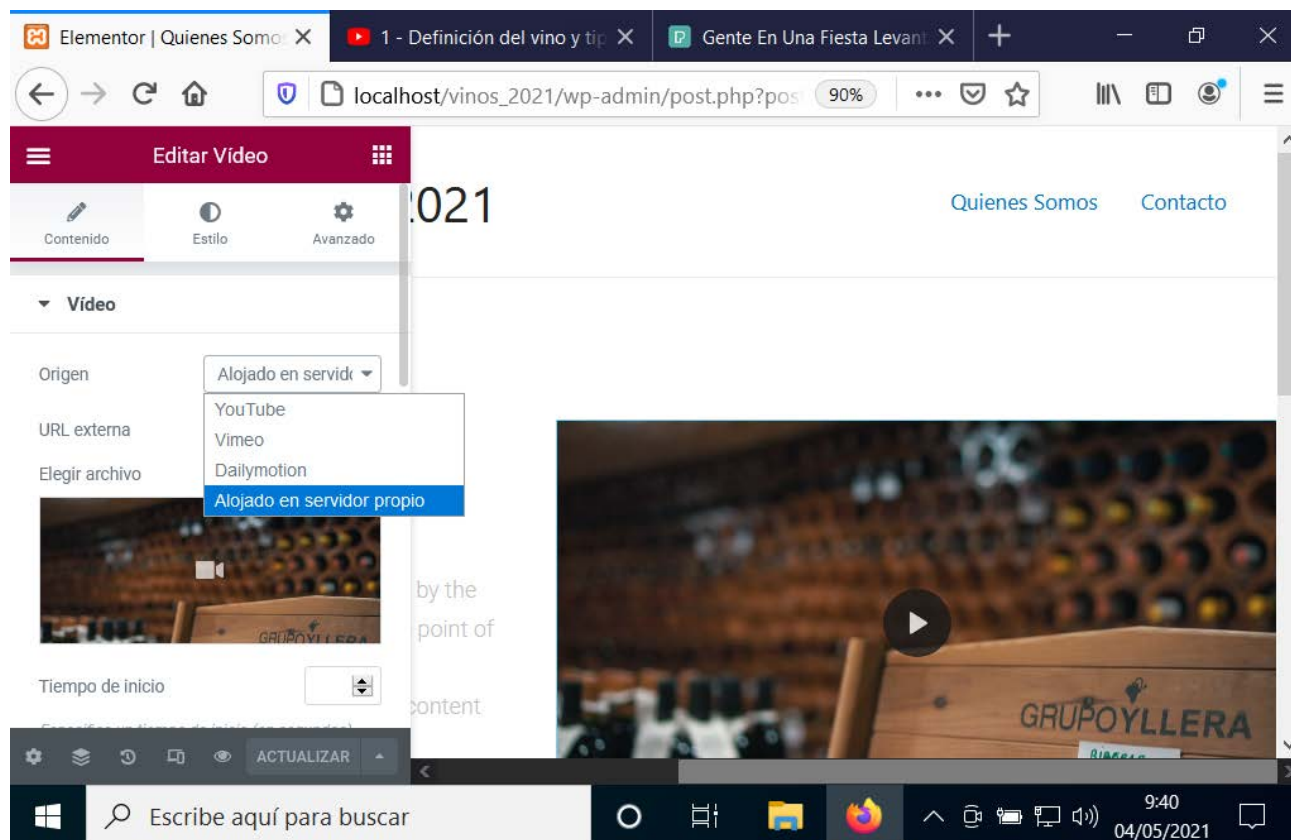 Elementor | Quienes Somo
1 - Definición del vino y tip
Gente En Una Fiesta Levant
localhost/vinos_2021/wp-admin/post.php?pos
90%
Editar Vídeo
Contenido
Estilo
Avanzado
2021
Quienes Somos
Contacto
Vídeo
Origen
Alojado en servido
YouTube
Vimeo
Dailymotion
Alojado en servidor propio
URL externa
Elegir archivo
GRUPOYLLERA
by the
point of
content
GRUPOYLLERA
Tiempo de inicio
ACTUALIZAR
Escribe aquí para buscar
9:40
04/05/2021